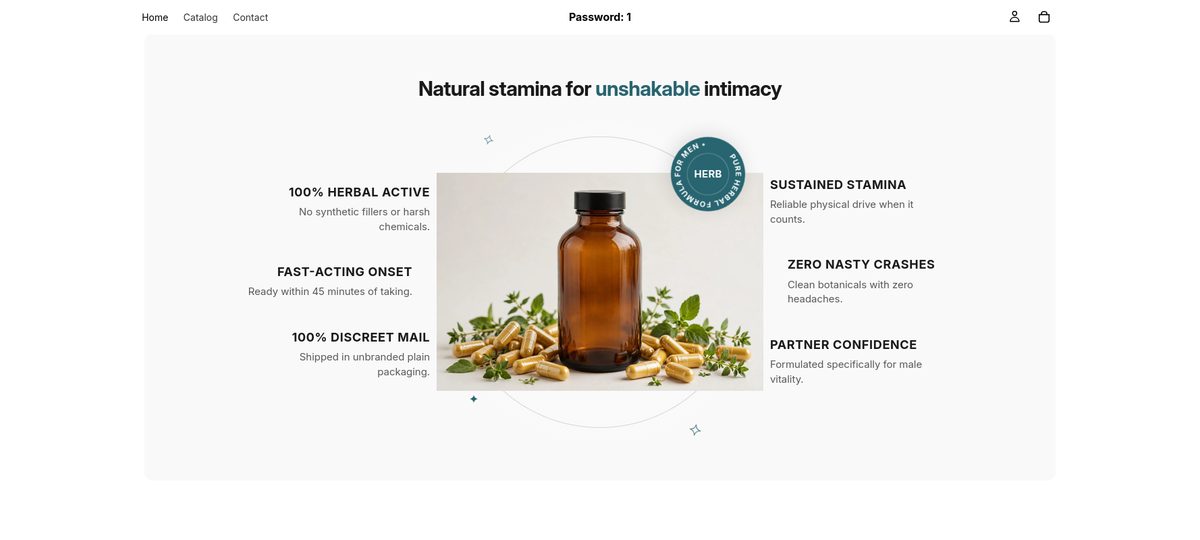 Home Catalog Contact
Password: 1
Natural stamina for unshakable intimacy
100% HERBAL ACTIVE
No synthetic fillers or harsh
chemicals.
FAST-ACTING ONSET
Ready within 45 minutes of taking.
100% DISCREET MAIL
Shipped in unbranded plain
packaging.
PURE HERBAL FORMULA FOR MEN •
HERB
SUSTAINED STAMINA
Reliable physical drive when it
counts.
ZERO NASTY CRASHES
Clean botanicals with zero
headaches.
PARTNER CONFIDENCE
Formulated specifically for male
vitality.